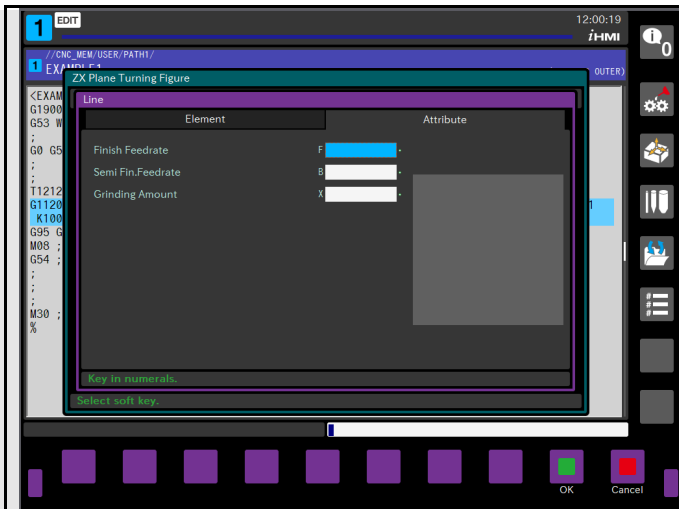 1 EDIT
12:00:19
iHMI
0
//CNC_MEM/USER/PATH1/
1 EXAMPLE1
OUTER)
ZX Plane Turning Figure
Line
Element
Attribute
Finish Feedrate F
Semi Fin.Feedrate B
Grinding Amount X
<EXAM
G1900
G53 W
;
G0 G5
;
;
T1212
G1120 1
K100
G95 G
M08 ;
G54 ;
;
;
;
M30 ;
%
Key in numerals.
Select soft key.
OK
Cancel